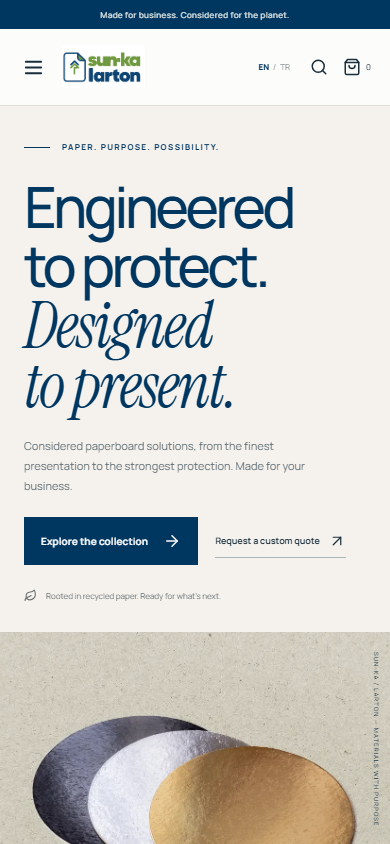 Made for business. Considered for the planet.
sun-ka
larton
EN / TR
0
PAPER. PURPOSE. POSSIBILITY.
Engineered
to protect.
Designed
to present.
Considered paperboard solutions, from the finest
presentation to the strongest protection. Made for your
business.
Explore the collection
Request a custom quote
Rooted in recycled paper. Ready for what's next.
SUN-KA / LARTON — MATERIALS WITH PURPOSE